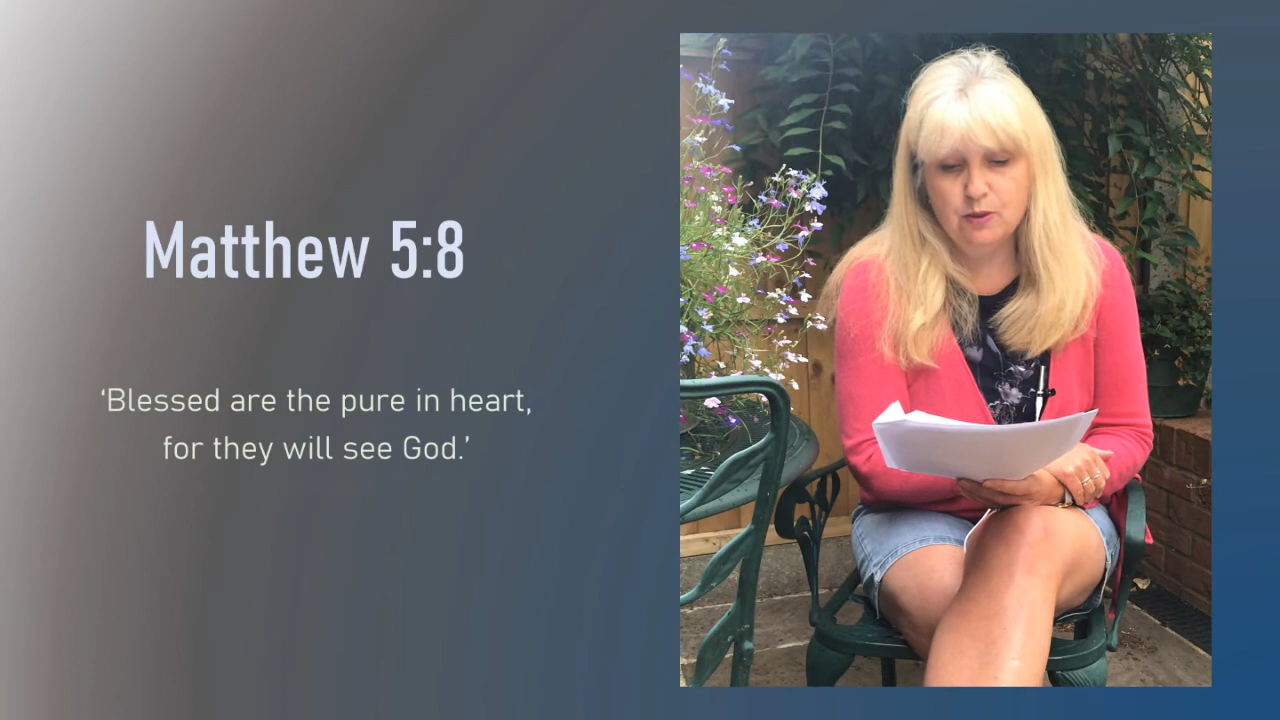 Matthew 5:8
‘Blessed are the pure in heart,
for they will see God.’